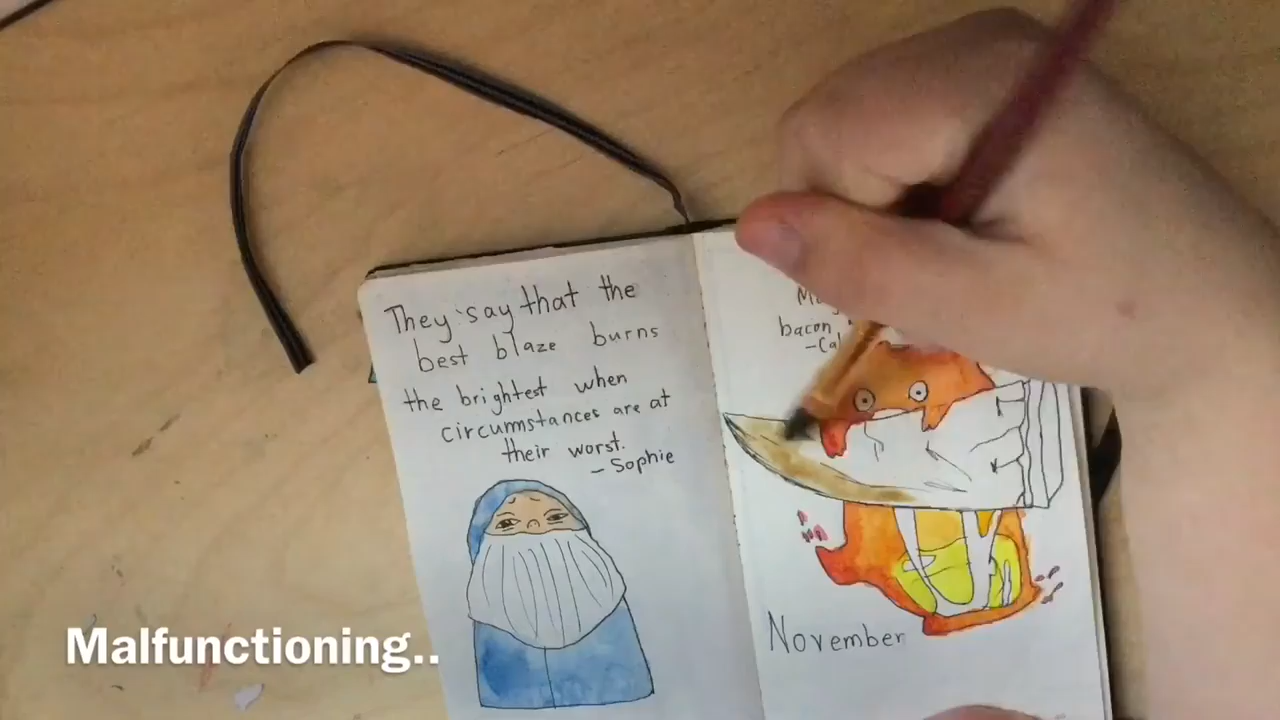 They say that the
best blaze burns
the brightest when
circumstances are at
their worst.
– Sophie
bacon
November
Malfunctioning..